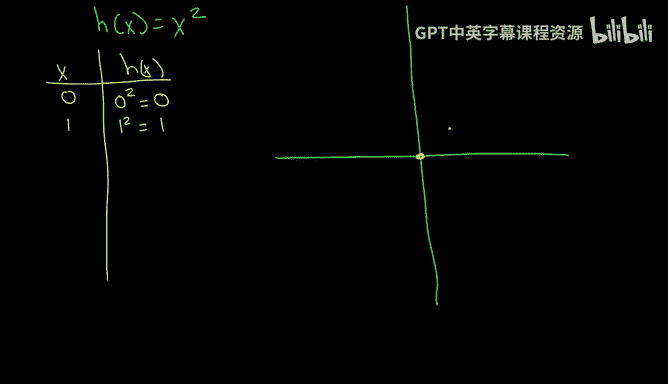 h(x) = x²
GPT中英字幕课程资源 bilibili
x h(x)
0 0² = 0
1 1² = 1